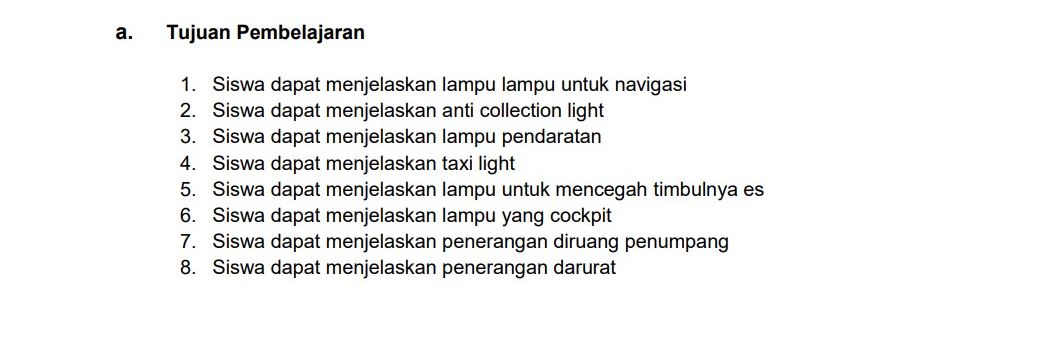 a. Tujuan Pembelajaran
1. Siswa dapat menjelaskan lampu lampu untuk navigasi
2. Siswa dapat menjelaskan anti collection light
3. Siswa dapat menjelaskan lampu pendaratan
4. Siswa dapat menjelaskan taxi light
5. Siswa dapat menjelaskan lampu untuk mencegah timbulnya es
6. Siswa dapat menjelaskan lampu yang cockpit
7. Siswa dapat menjelaskan penerangan diruang penumpang
8. Siswa dapat menjelaskan penerangan darurat